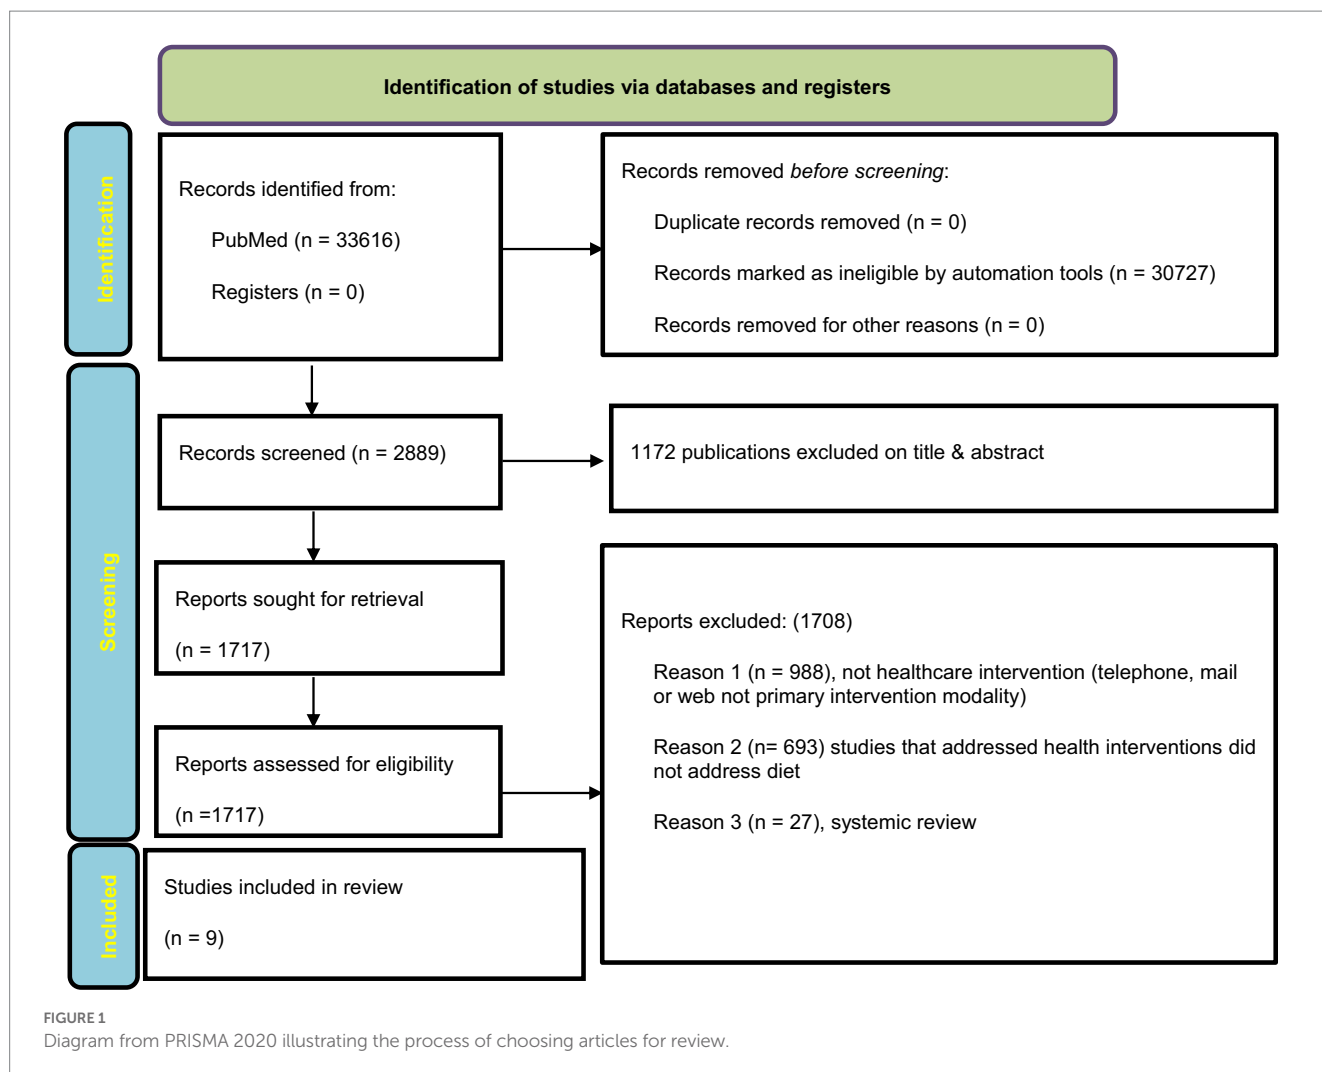 Identification of studies via databases and registers
Identification
Records identified from:
PubMed (n = 33616)
Registers (n = 0)
Records removed before screening:
Duplicate records removed (n = 0)
Records marked as ineligible by automation tools (n = 30727)
Records removed for other reasons (n = 0)
Screening
Records screened (n = 2889)
1172 publications excluded on title & abstract
Reports sought for retrieval
(n = 1717)
Reports assessed for eligibility
(n =1717)
Reports excluded: (1708)
Reason 1 (n = 988), not healthcare intervention (telephone, mail
or web not primary intervention modality)
Reason 2 (n= 693) studies that addressed health interventions did
not address diet
Reason 3 (n = 27), systemic review
Included
Studies included in review
(n = 9)
FIGURE 1
Diagram from PRISMA 2020 illustrating the process of choosing articles for review.